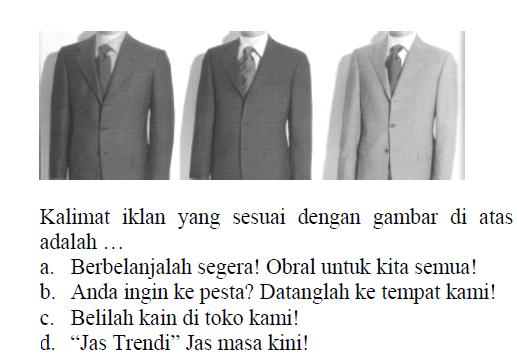 Kalimat iklan yang sesuai dengan gambar di atas
adalah …
a. Berbelanjalah segera! Obral untuk kita semua!
b. Anda ingin ke pesta? Datanglah ke tempat kami!
c. Belilah kain di toko kami!
d. “Jas Trendi” Jas masa kini!